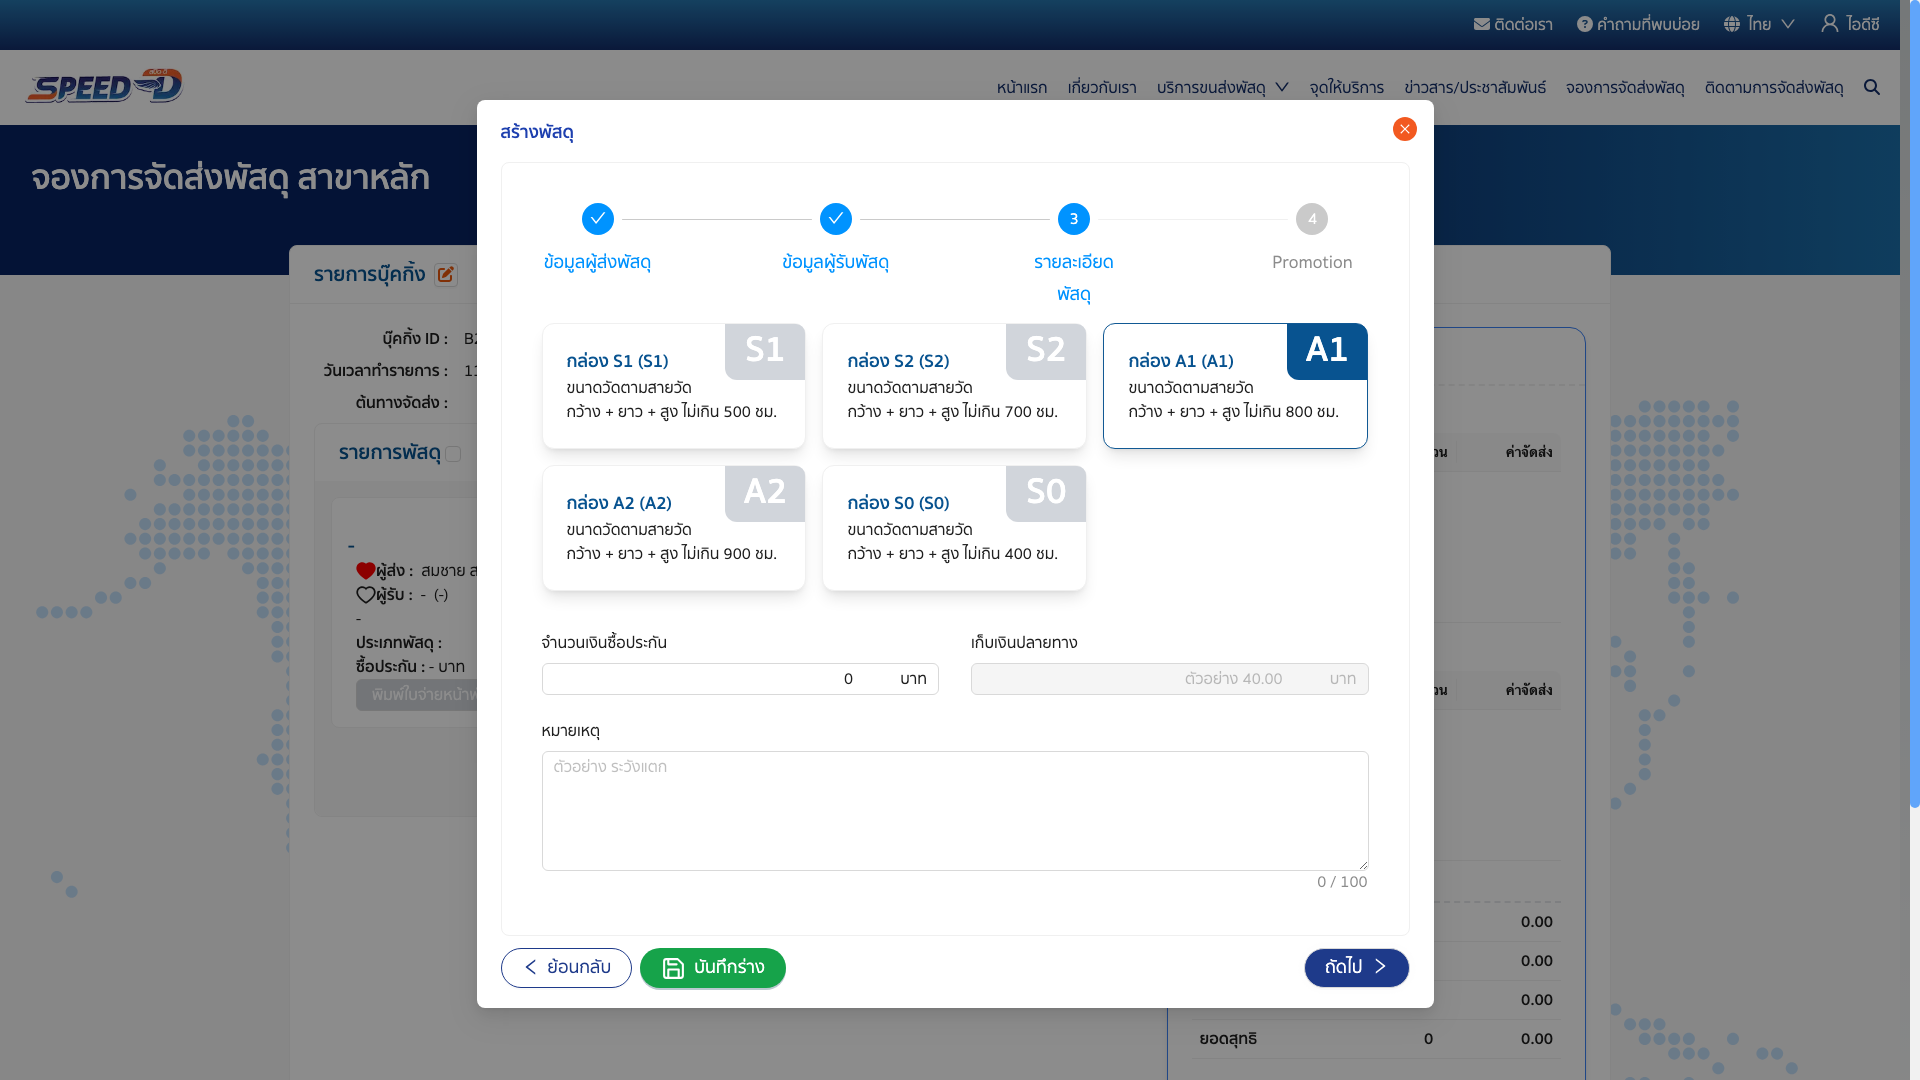 ติดต่อเรา
คำถามที่พบบ่อย
ไทย
ไอดีซี
SPEED-D
หน้าแรก
เกี่ยวกับเรา
บริการขนส่งพัสดุ
จุดให้บริการ
ข่าวสาร/ประชาสัมพันธ์
จองการจัดส่งพัสดุ
ติดตามการจัดส่งพัสดุ
จองการจัดส่งพัสดุ สาขาหลัก
รายการบุ๊คกิ้ง
บุ๊คกิ้ง ID :
วันเวลาทำรายการ :
ต้นทางจัดส่ง :
รายการพัสดุ
-
ผู้ส่ง : สมชาย
ผู้รับ : - (-)
-
ประเภทพัสดุ :
ซื้อประกัน : - บาท
พิมพ์ใบจ่ายหน้า
สร้างพัสดุ
ข้อมูลผู้ส่งพัสดุ
ข้อมูลผู้รับพัสดุ
3
รายละเอียด
พัสดุ
4
Promotion
S1
กล่อง S1 (S1)
ขนาดวัดตามสายวัด
กว้าง + ยาว + สูง ไม่เกิน 500 ซม.
S2
กล่อง S2 (S2)
ขนาดวัดตามสายวัด
กว้าง + ยาว + สูง ไม่เกิน 700 ซม.
A1
กล่อง A1 (A1)
ขนาดวัดตามสายวัด
กว้าง + ยาว + สูง ไม่เกิน 800 ซม.
A2
กล่อง A2 (A2)
ขนาดวัดตามสายวัด
กว้าง + ยาว + สูง ไม่เกิน 900 ซม.
S0
กล่อง S0 (S0)
ขนาดวัดตามสายวัด
กว้าง + ยาว + สูง ไม่เกิน 400 ซม.
จำนวนเงินซื้อประกัน
0 บาท
เก็บเงินปลายทาง
ตัวอย่าง 40.00 บาท
หมายเหตุ
ตัวอย่าง ระวังแตก
0 / 100
ย้อนกลับ
บันทึกร่าง
ถัดไป
ค่าจัดส่ง
ค่าจัดส่ง
0.00
0.00
0.00
ยอดสุทธิ 0 0.00